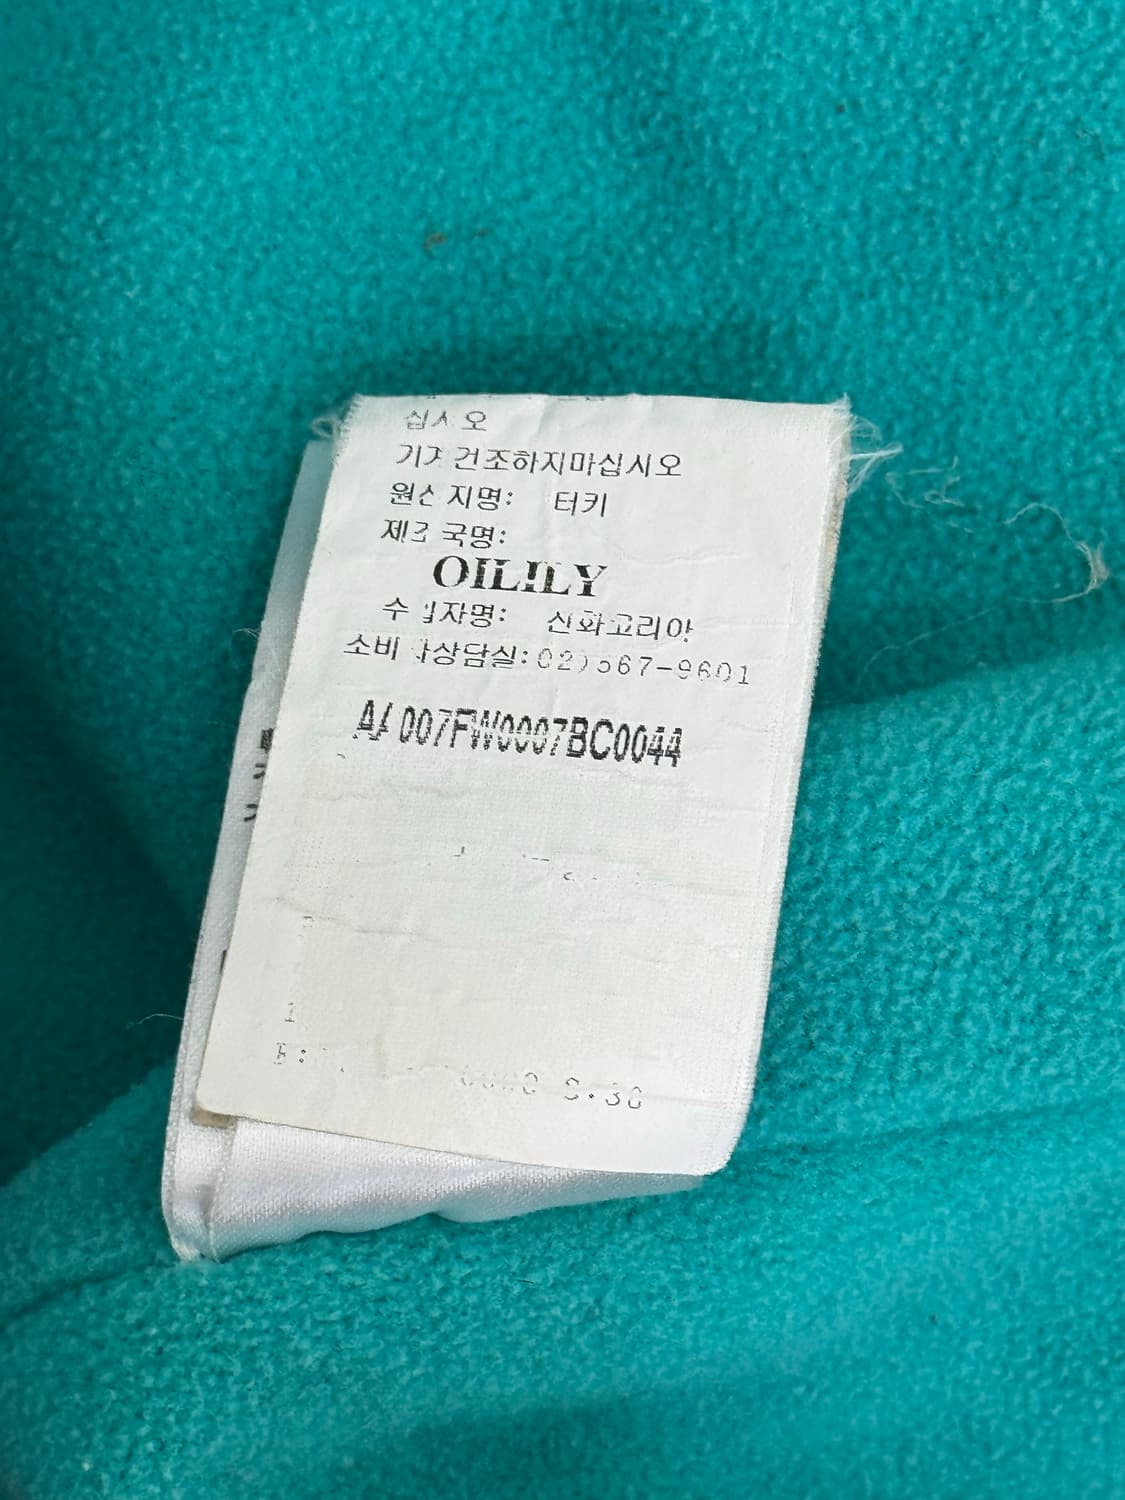 십시오
기계건조하지마십시오
원산지명: 터키
제조국명:
OILILY
수입자명: 신화코리아
소비자상담실:02)567-9601
AA007FW0007BC0044